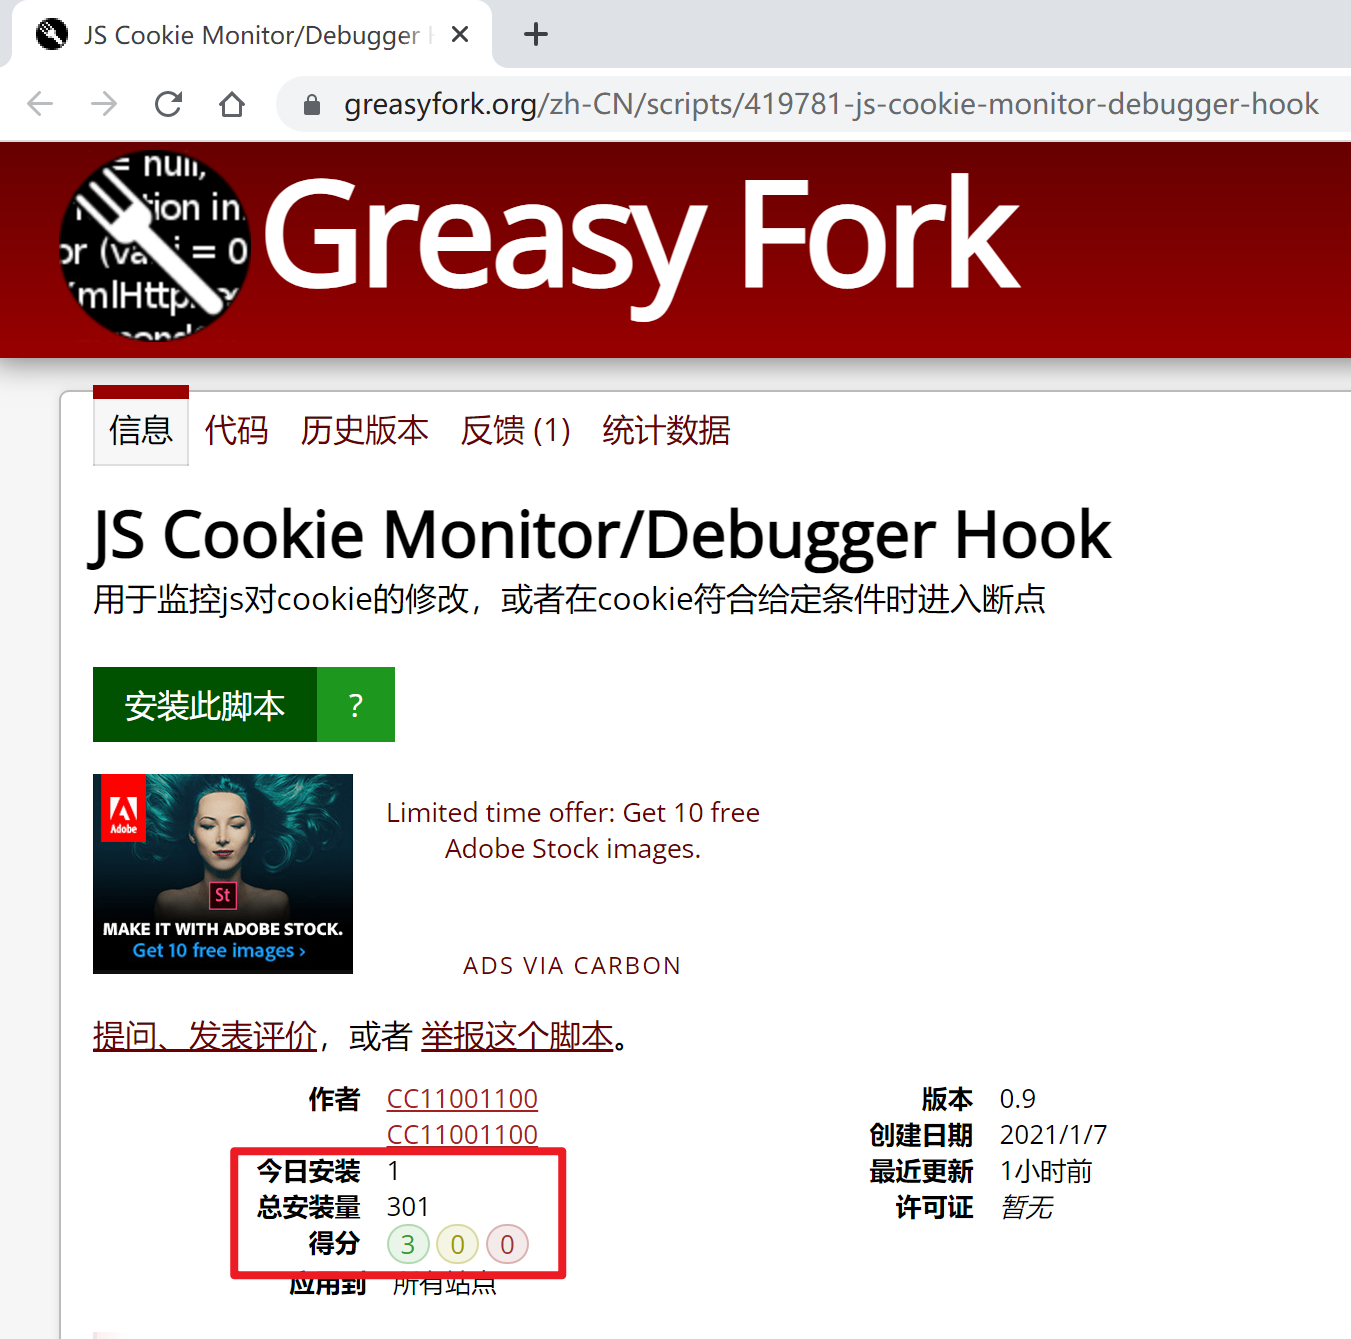 JS Cookie Monitor/Debugger
greasyfork.org/zh-CN/scripts/419781-js-cookie-monitor-debugger-hook
= null,
tion in
or (va = 0
mlHttp
Greasy Fork
信息 代码 历史版本 反馈 (1) 统计数据
JS Cookie Monitor/Debugger Hook
用于监控js对cookie的修改，或者在cookie符合给定条件时进入断点
安装此脚本 ?
Adobe
St
MAKE IT WITH ADOBE STOCK.
Get 10 free images ›
Limited time offer: Get 10 free
Adobe Stock images.
ADS VIA CARBON
提问、发表评价，或者 举报这个脚本。
作者 CC11001100
CC11001100
今日安装 1
总安装量 301
得分 3 0 0
应用到 所有站点
版本 0.9
创建日期 2021/1/7
最近更新 1小时前
许可证 暂无